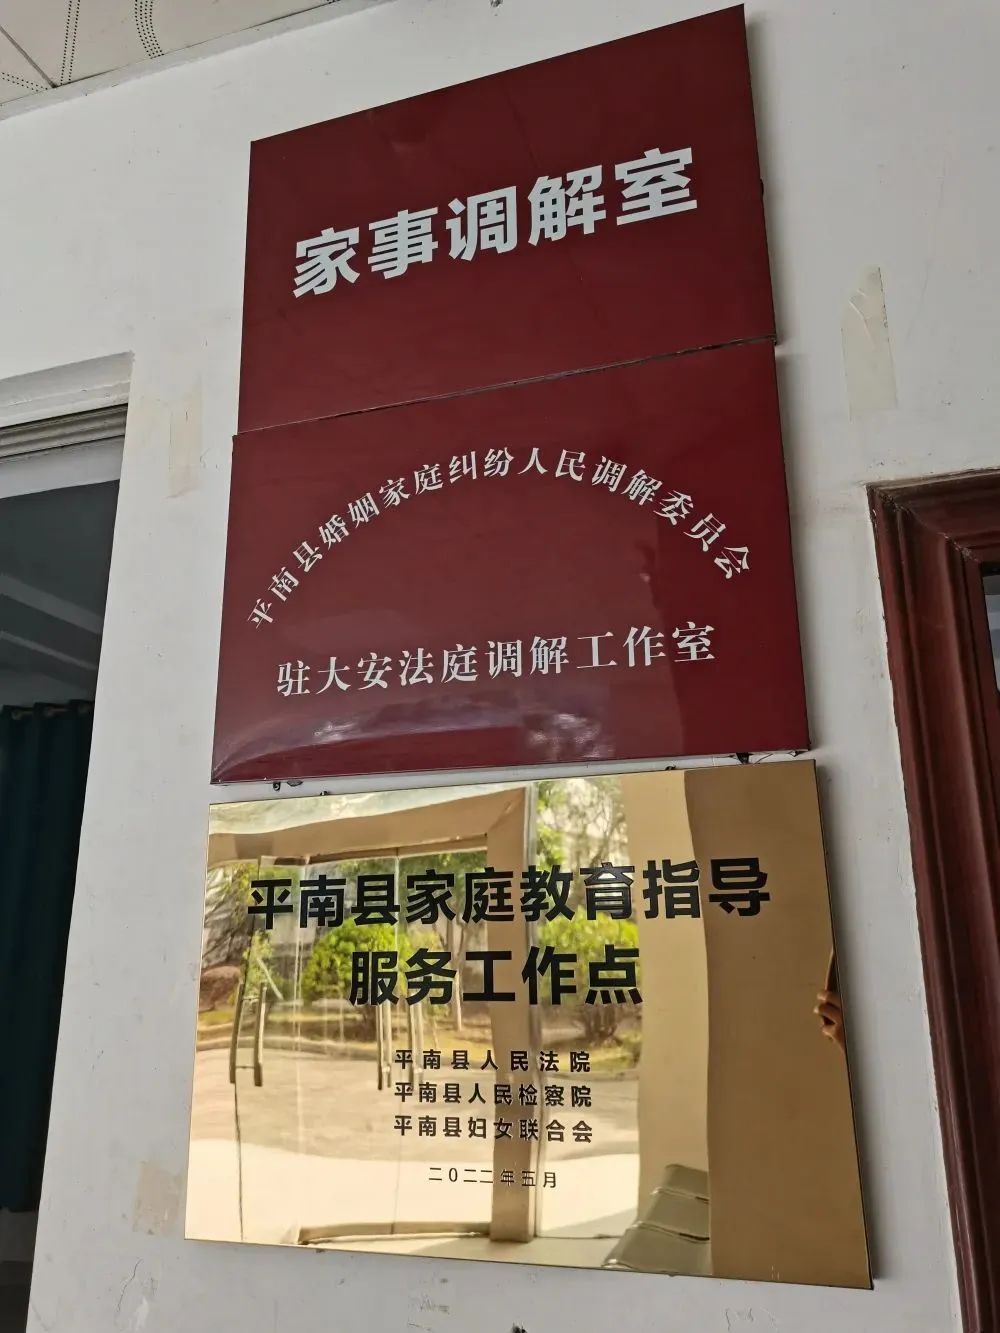 家事调解室
平南县婚姻家庭纠纷人民调解委员会
驻大安法庭调解工作室
平南县家庭教育指导
服务工作点
平南县人民法院
平南县人民检察院
平南县妇女联合会
二〇二二年五月